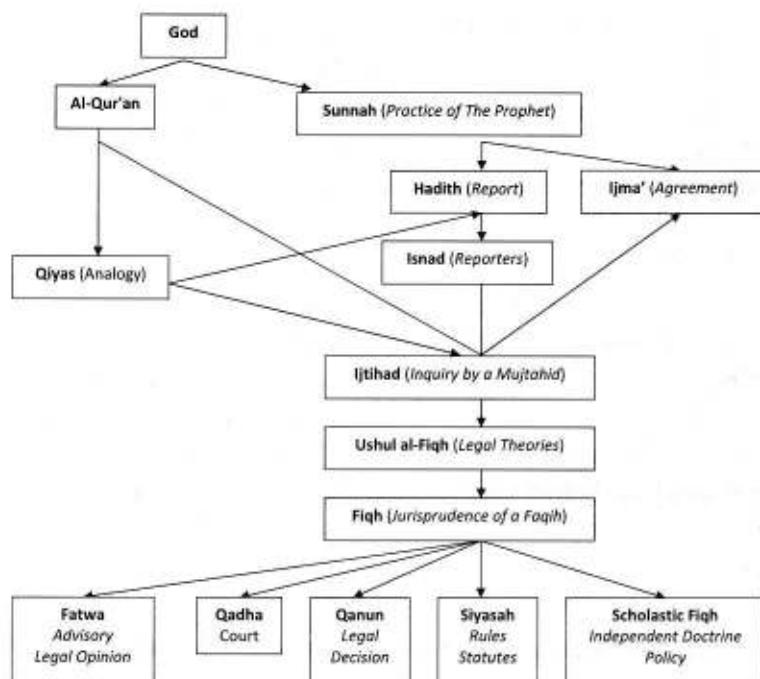 God
Al-Qur'an
Sunnah (Practice of The Prophet)
Hadith (Report)
Ijma' (Agreement)
Qiyas (Analogy)
Isnad (Reporters)
Ijtihad (Inquiry by a Mujtahid)
Ushul al-Fiqh (Legal Theories)
Fiqh (Jurisprudence of a Faqih)
Fatwa
Advisory
Legal Opinion
Qadha
Court
Qanun
Legal
Decision
Siyasah
Rules
Statutes
Scholastic Fiqh
Independent Doctrine
Policy